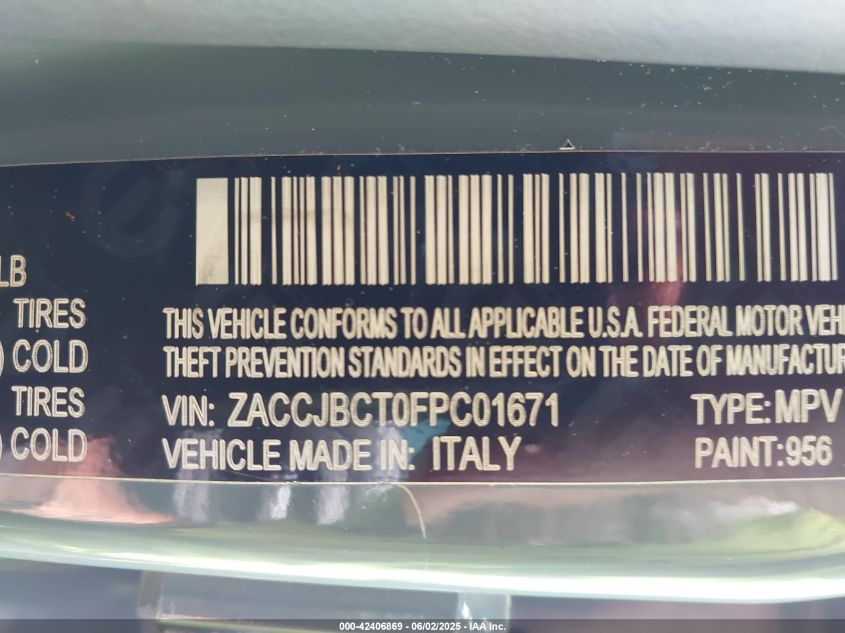 LB
TIRES
COLD
TIRES
COLD
THIS VEHICLE CONFORMS TO ALL APPLICABLE U.S.A. FEDERAL MOTOR VEHI
THEFT PREVENTION STANDARDS IN EFFECT ON THE DATE OF MANUFACTUR
VIN: ZACCJBCT0FPC01671 TYPE: MPV
VEHICLE MADE IN: ITALY PAINT: 956
000-42406869 - 06/02/2025 - IAA Inc.